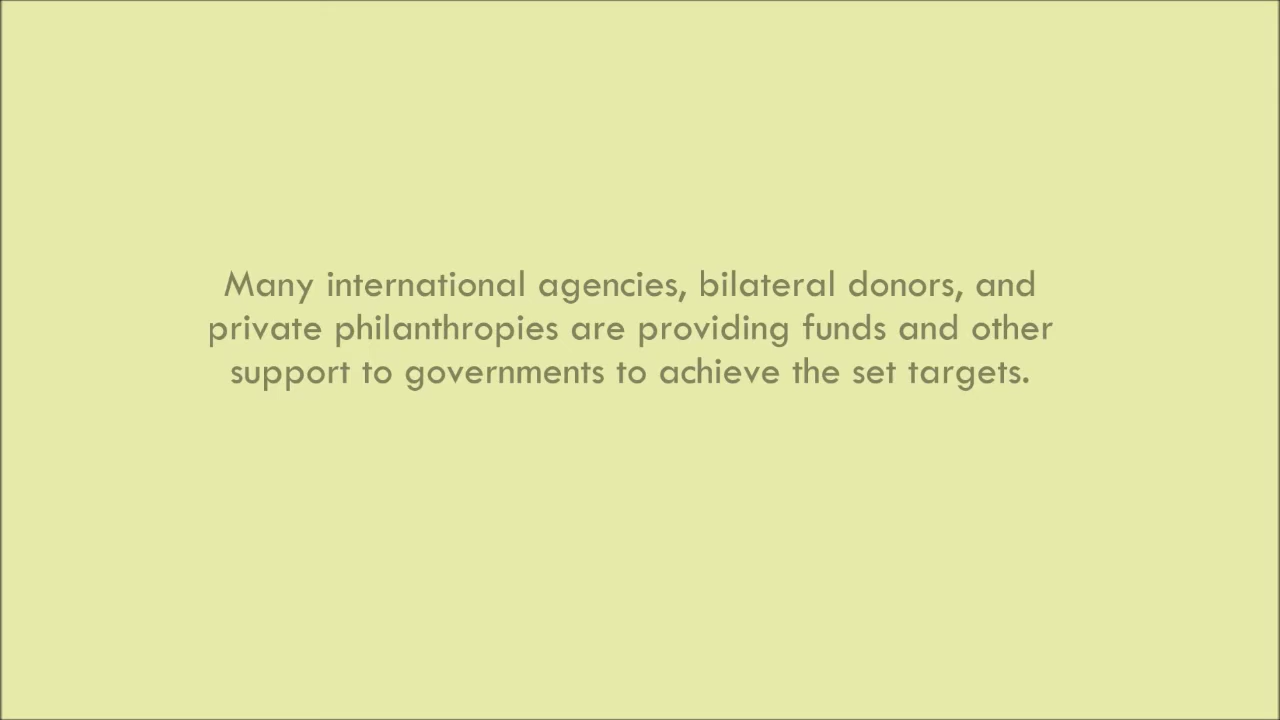 Many international agencies, bilateral donors, and
private philanthropies are providing funds and other
support to governments to achieve the set targets.